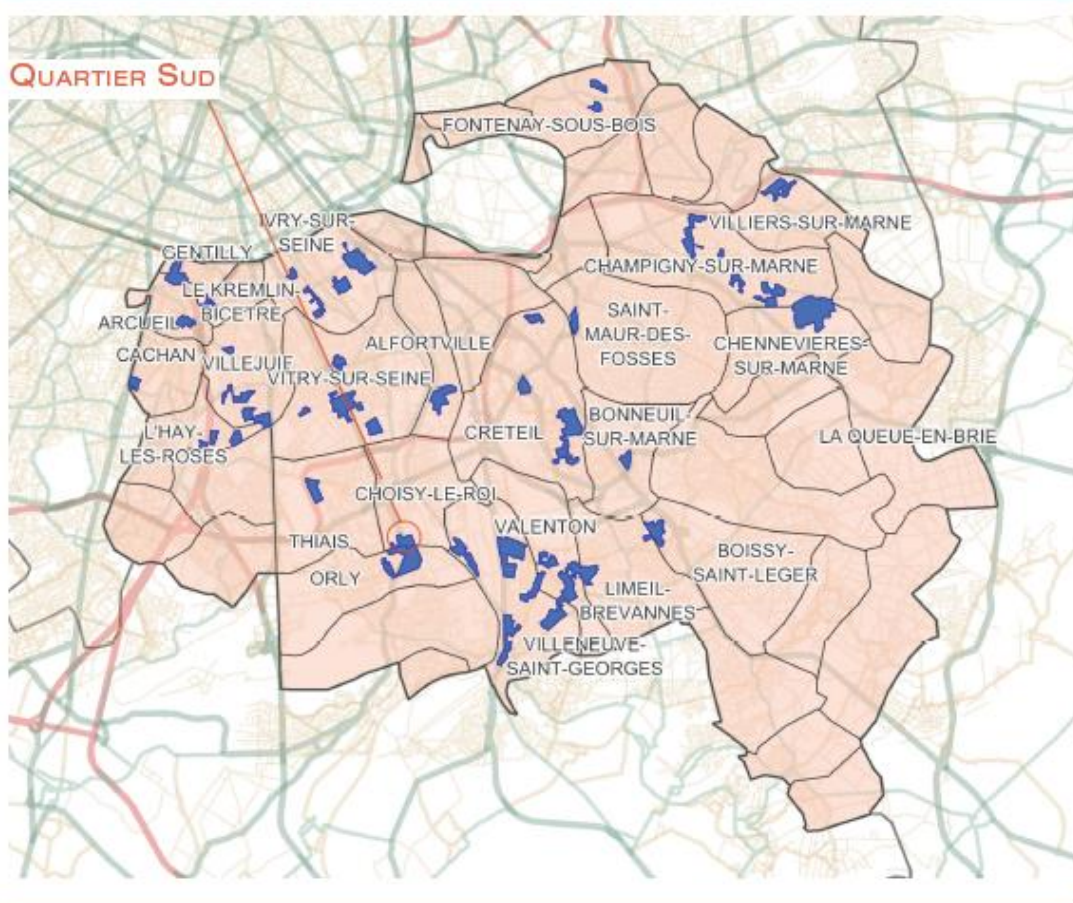 QUARTIER SUD
FONTENAY-SOUS-BOIS
IVRY-SUR-
SEINE
VILLIERS-SUR-MARNE
GENTILLY
CHAMPIGNY-SUR-MARNE
LE KREMLIN-
BICETRE
ARCUEIL
SAINT-
MAUR-DES-
FOSSES
ALFORTVILLE
CHENNEVIERES-
SUR-MARNE
CACHAN
VILLEJUIF
VITRY-SUR-SEINE
L'HAY-
LES-ROSES
CRETEIL
BONNEUIL-
SUR-MARNE
LA QUEUE-EN-BRIE
CHOISY-LE-ROI
VALENTON
THIAIS
ORLY
BOISSY-
SAINT-LEGER
LIMEIL-
BREVANNES
VILLENEUVE-
SAINT-GEORGES